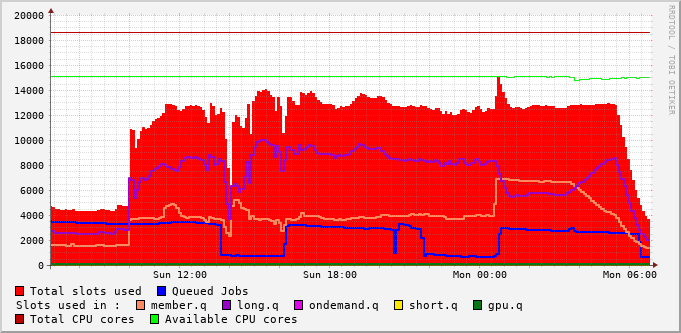 20000
18000
16000
14000
12000
10000
8000
6000
4000
2000
0
Sun 12:00 Sun 18:00 Mon 00:00 Mon 06:00
RRDTOOL / TOBI OETIKER
Total slots used Queued Jobs
Slots used in : member.q long.q ondemand.q short.q gpu.q
Total CPU cores Available CPU cores